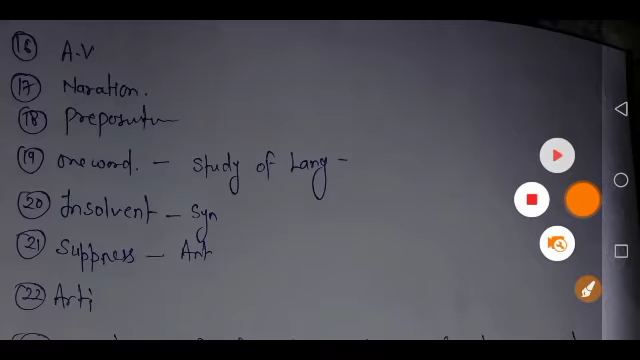 16 A.V
17 Naration.
18 Preposition
19 one word. - Study of Lang -
20 Insolvent - Syn
21 Suppress - Ant
22 Arti